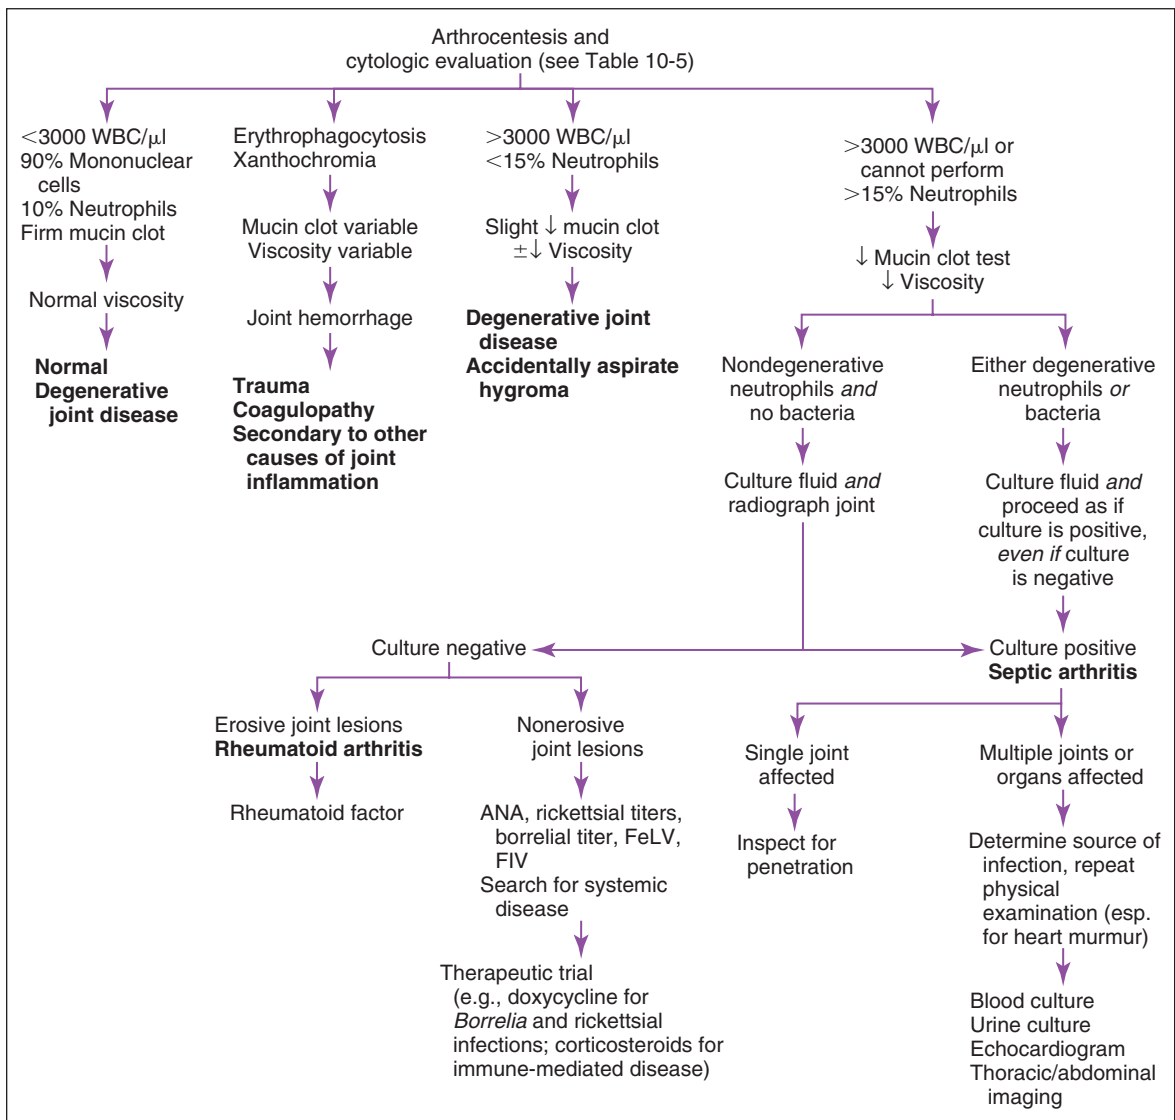 Arthrocentesis and
cytologic evaluation (see Table 10-5)
<3000 WBC/μl
90% Mononuclear
cells
10% Neutrophils
Firm mucin clot
Normal viscosity
Normal
Degenerative
joint disease
Erythrophagocytosis
Xanthochromia
Mucin clot variable
Viscosity variable
Joint hemorrhage
Trauma
Coagulopathy
Secondary to other
causes of joint
inflammation
>3000 WBC/μl
<15% Neutrophils
Slight ↓ mucin clot
±↓ Viscosity
Degenerative joint
disease
Accidentally aspirate
hygroma
>3000 WBC/μl or
cannot perform
>15% Neutrophils
↓ Mucin clot test
↓ Viscosity
Nondegenerative
neutrophils and
no bacteria
Culture fluid and
radiograph joint
Either degenerative
neutrophils or
bacteria
Culture fluid and
proceed as if
culture is positive,
even if culture
is negative
Culture negative
Culture positive
Septic arthritis
Erosive joint lesions
Rheumatoid arthritis
Rheumatoid factor
Nonerosive
joint lesions
ANA, rickettsial titers,
borrelial titer, FeLV,
FIV
Search for systemic
disease
Therapeutic trial
(e.g., doxycycline for
Borrelia and rickettsial
infections; corticosteroids for
immune-mediated disease)
Single joint
affected
Inspect for
penetration
Multiple joints or
organs affected
Determine source of
infection, repeat
physical
examination (esp.
for heart murmur)
Blood culture
Urine culture
Echocardiogram
Thoracic/abdominal
imaging